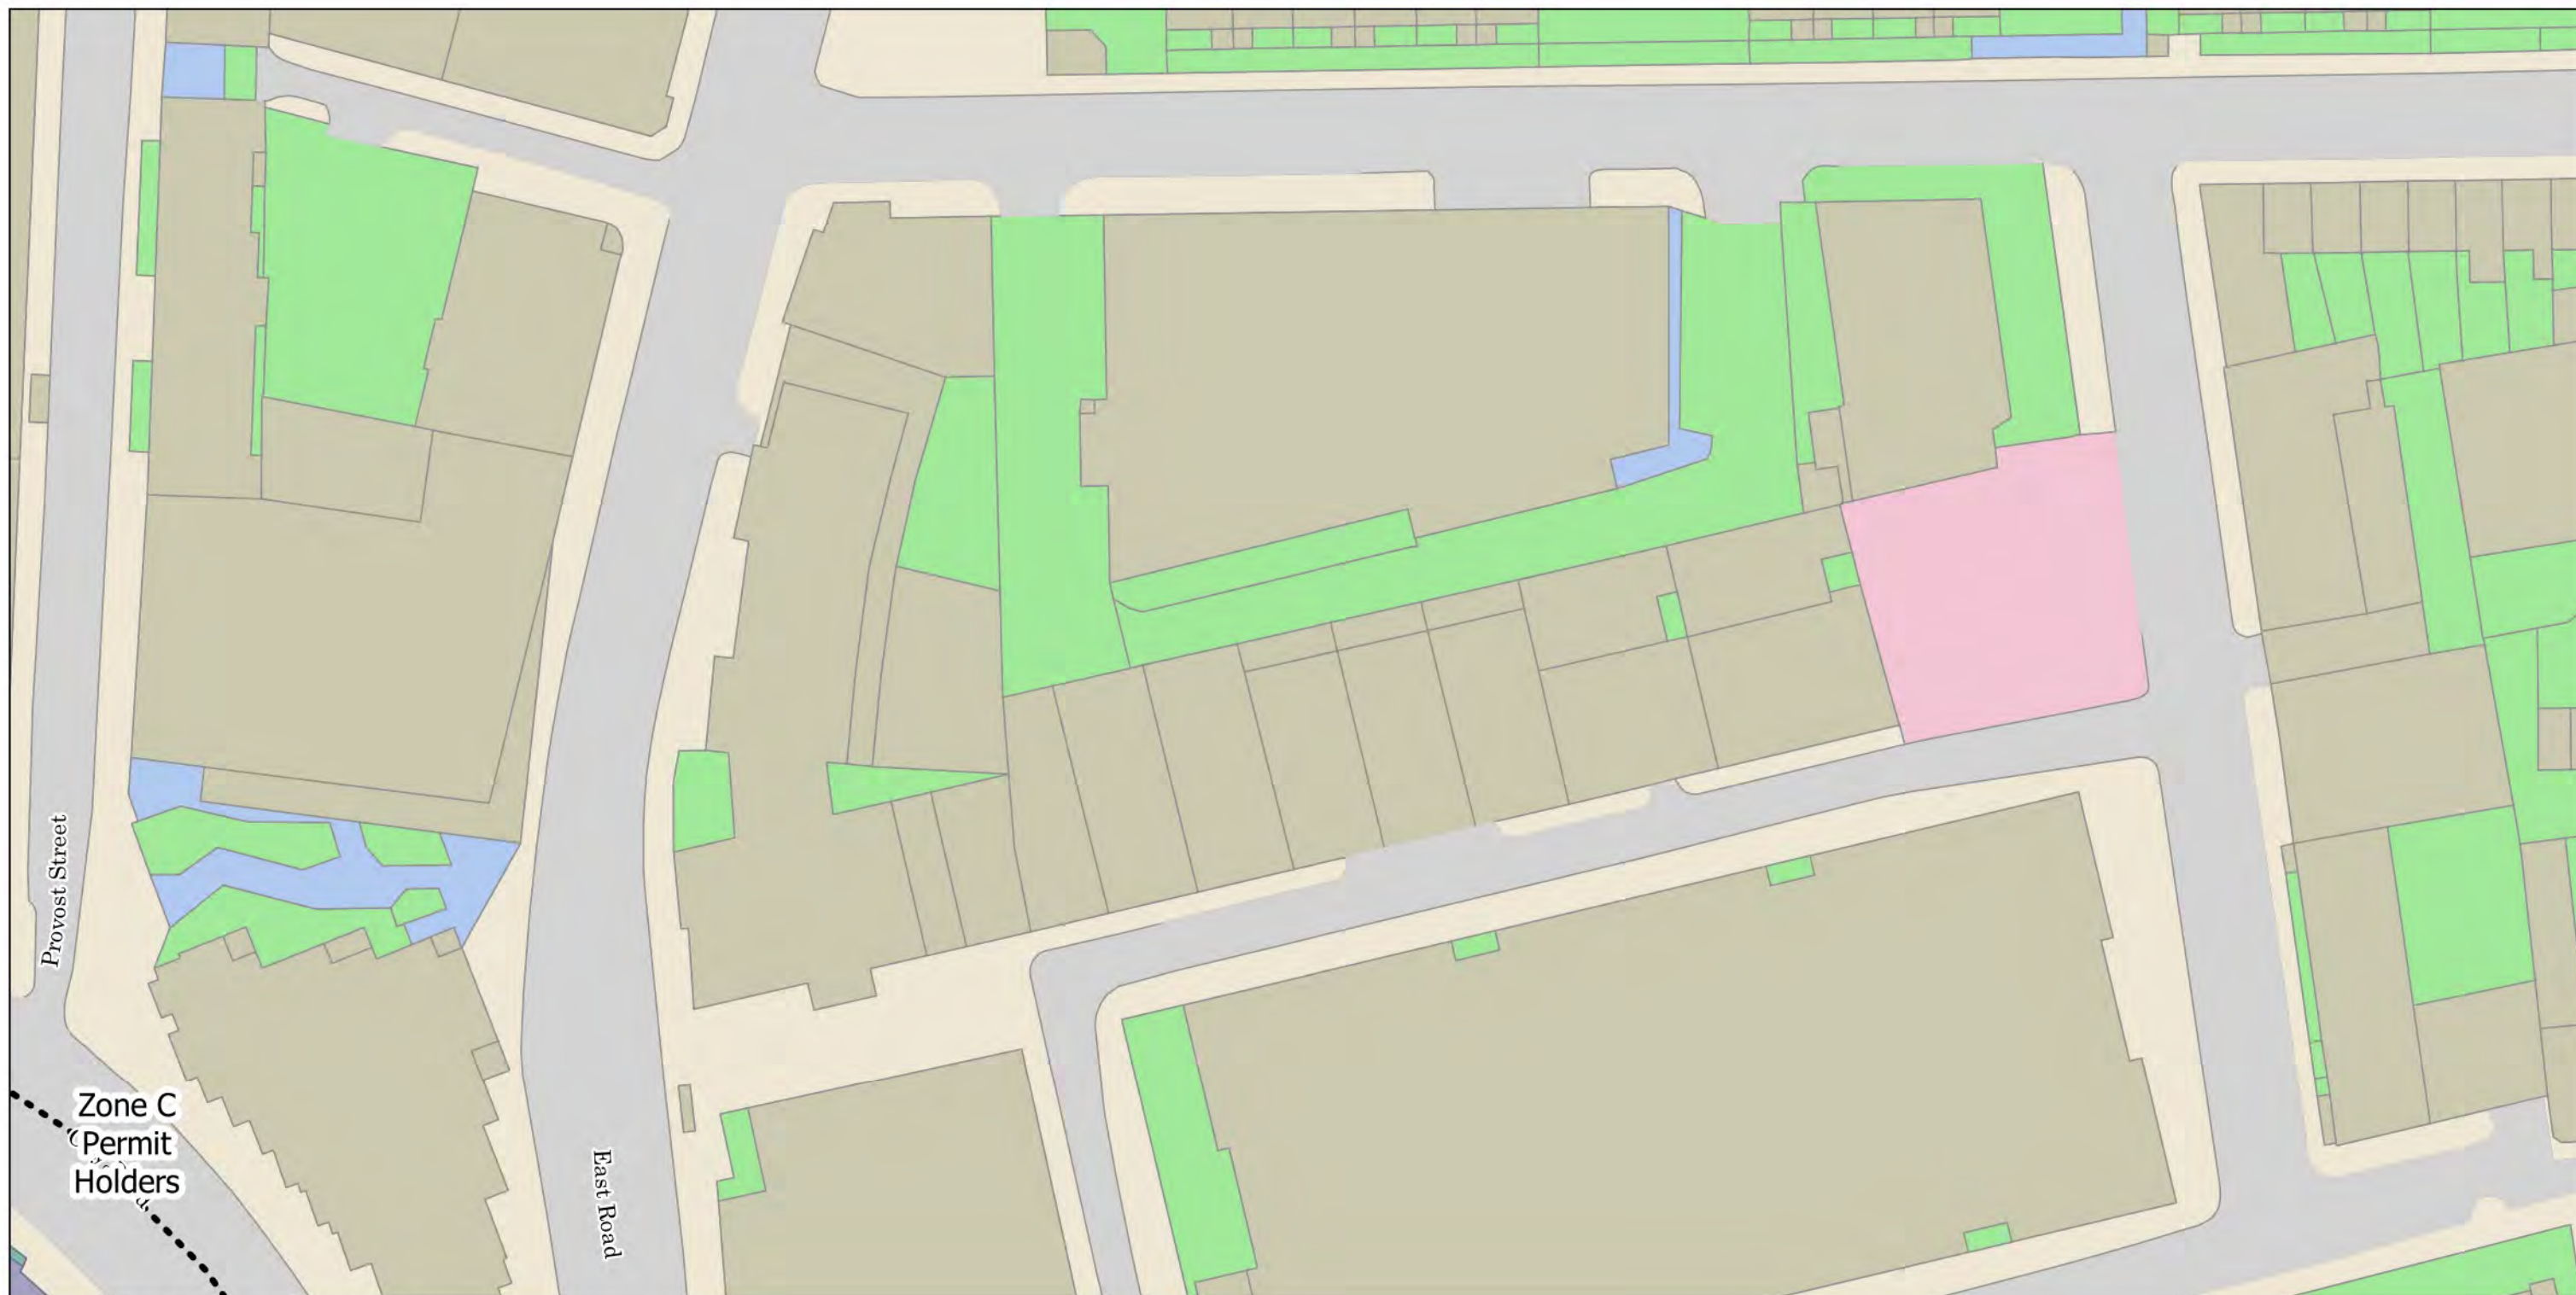 Provost Street
Zone C
Permit
Holders
East Road